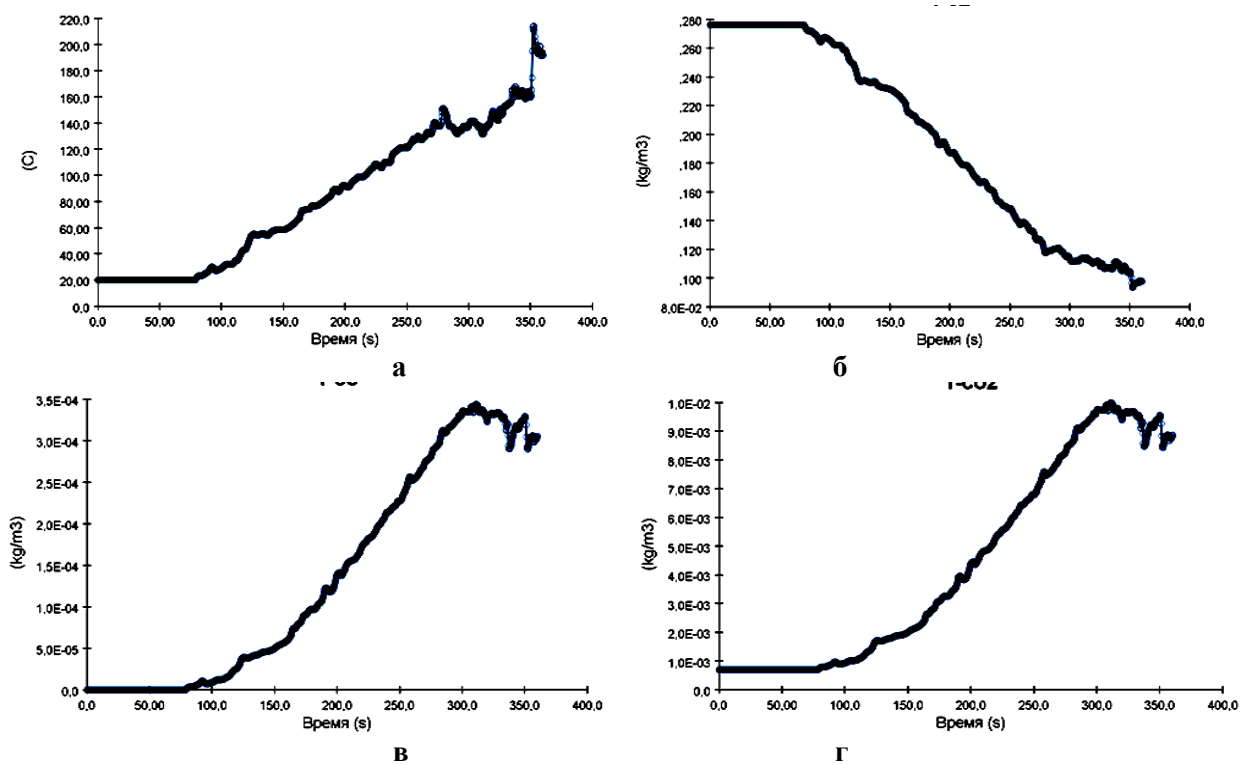 220,0
200,0
180,0
160,0
140,0
120,0
100,0
80,00
60,00
40,00
20,00
0,0
(C)
0,0 50,00 100,0 150,0 200,0 250,0 300,0 350,0 400,0
Время (s)
а
,280
,260
,240
,220
,200
,180
,160
,140
,120
,100
8,0E-02
(kg/m3)
0,0 50,00 100,0 150,0 200,0 250,0 300,0 350,0 400,0
Время (s)
б
3,5E-04
3,0E-04
2,5E-04
2,0E-04
1,5E-04
1,0E-04
5,0E-05
0,0
(kg/m3)
0,0 50,00 100,0 150,0 200,0 250,0 300,0 350,0 400,0
Время (s)
в
1,0E-02
9,0E-03
8,0E-03
7,0E-03
6,0E-03
5,0E-03
4,0E-03
3,0E-03
2,0E-03
1,0E-03
0,0
(kg/m3)
0,0 50,00 100,0 150,0 200,0 250,0 300,0 350,0 400,0
Время (s)
г